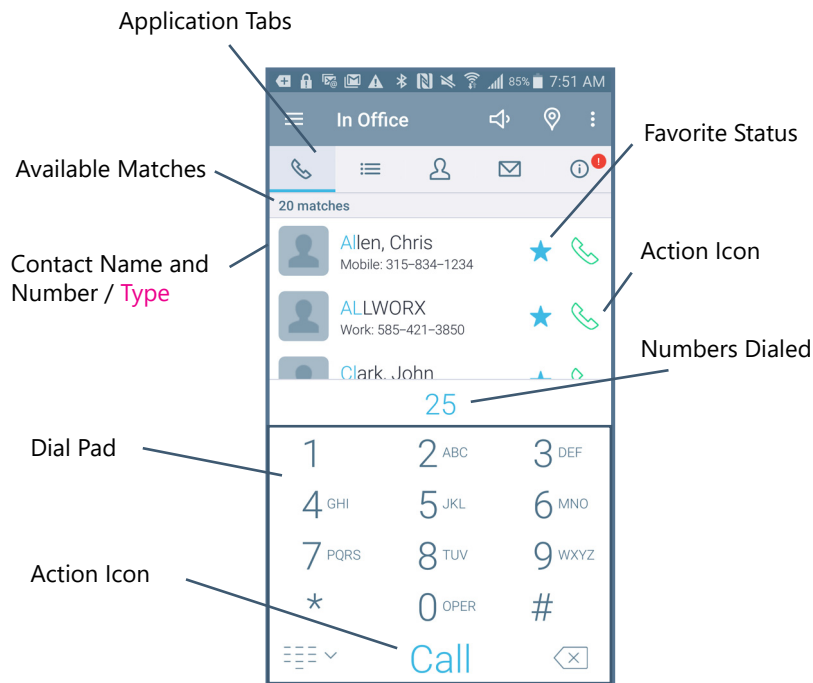 Application Tabs
85% 7:51 AM
In Office
Favorite Status
Available Matches
20 matches
Allen, Chris
Mobile: 315-834-1234
Contact Name and
Number / Type
Action Icon
ALLWORX
Work: 585-421-3850
Numbers Dialed
Clark, John
25
Dial Pad
1 2 ABC 3 DEF
4 GHI 5 JKL 6 MNO
7 PQRS 8 TUV 9 WXYZ
Action Icon
* 0 OPER #
Call